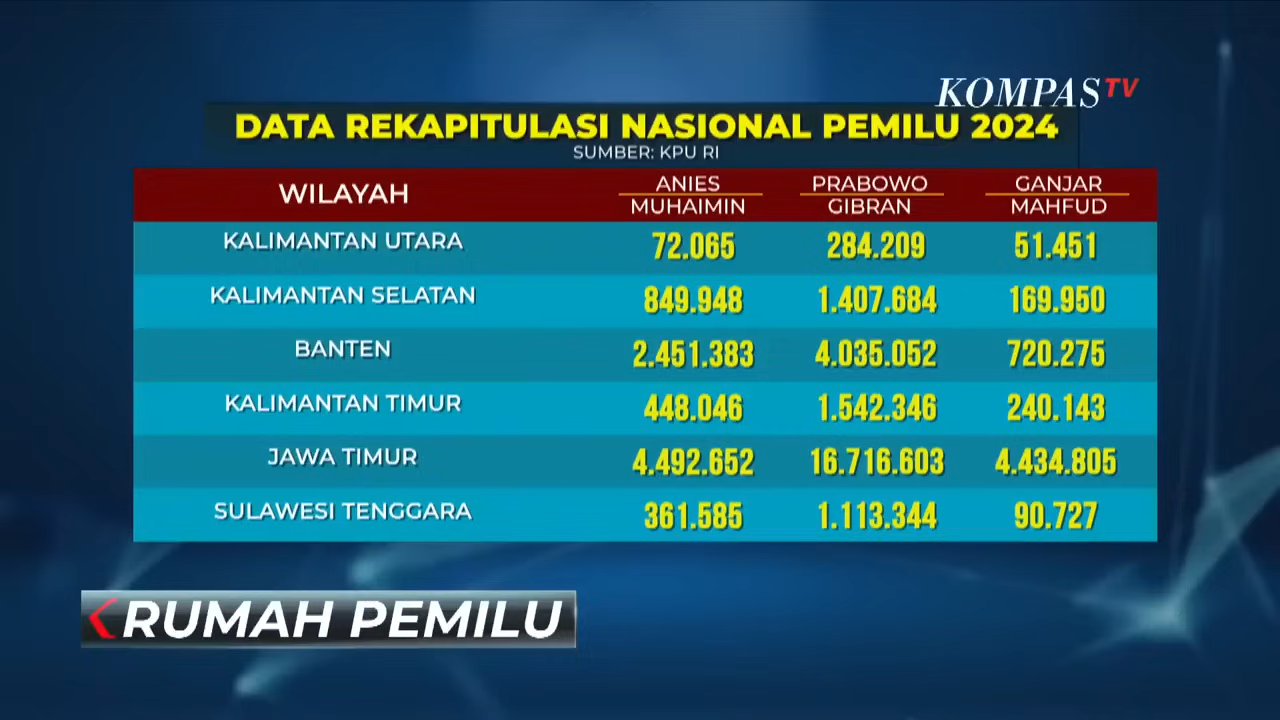 KOMPAS TV
DATA REKAPITULASI NASIONAL PEMILU 2024
SUMBER: KPU RI
WILAYAH ANIES MUHAIMIN PRABOWO GIBRAN GANJAR MAHFUD
KALIMANTAN UTARA 72.065 284.209 51.451
KALIMANTAN SELATAN 849.948 1.407.684 169.950
BANTEN 2.451.383 4.035.052 720.275
KALIMANTAN TIMUR 448.046 1.542.346 240.143
JAWA TIMUR 4.492.652 16.716.603 4.434.805
SULAWESI TENGGARA 361.585 1.113.344 90.727
RUMAH PEMILU